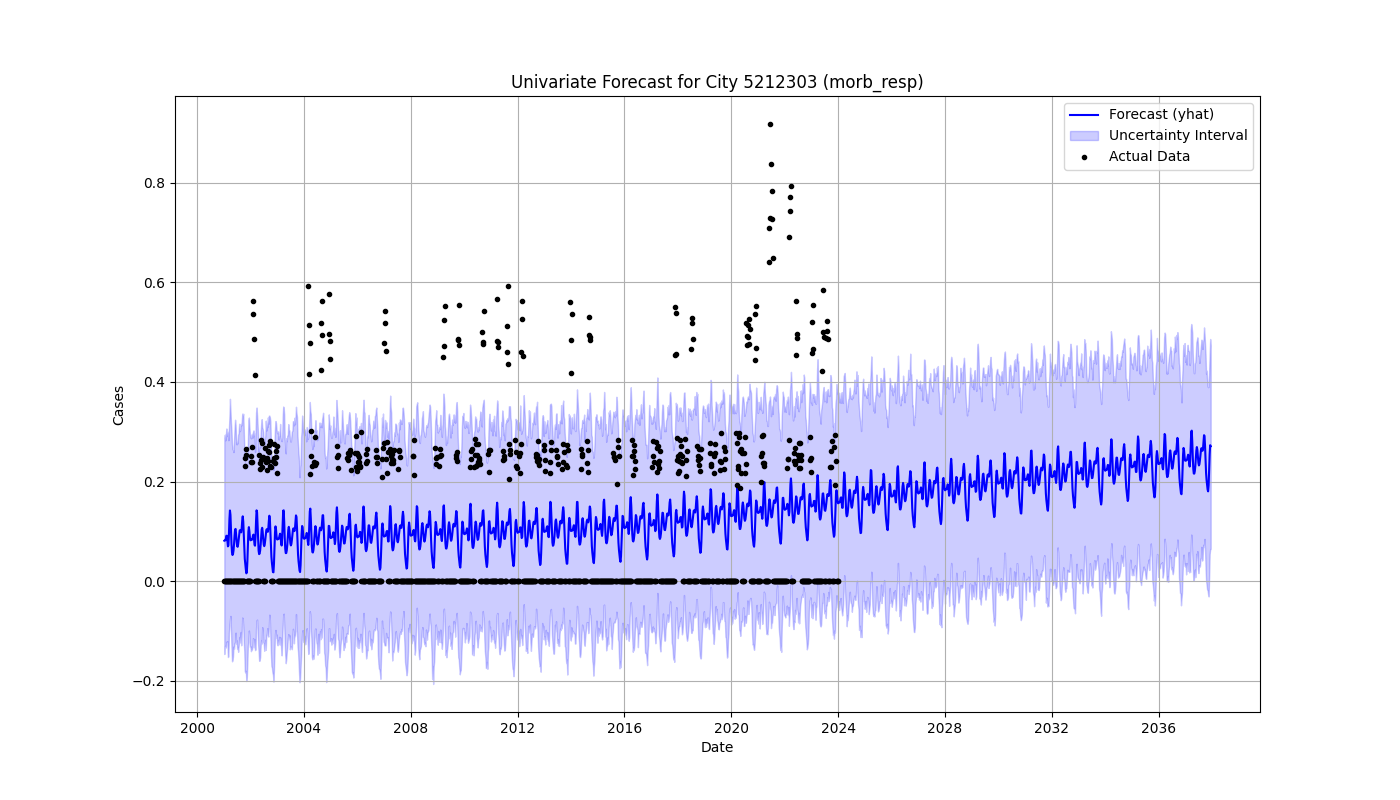 Univariate Forecast for City 5212303 (morb_resp)
Forecast (yhat)
Uncertainty Interval
Actual Data
Cases
0.8
0.6
0.4
0.2
0.0
−0.2
2000 2004 2008 2012 2016 2020 2024 2028 2032 2036
Date